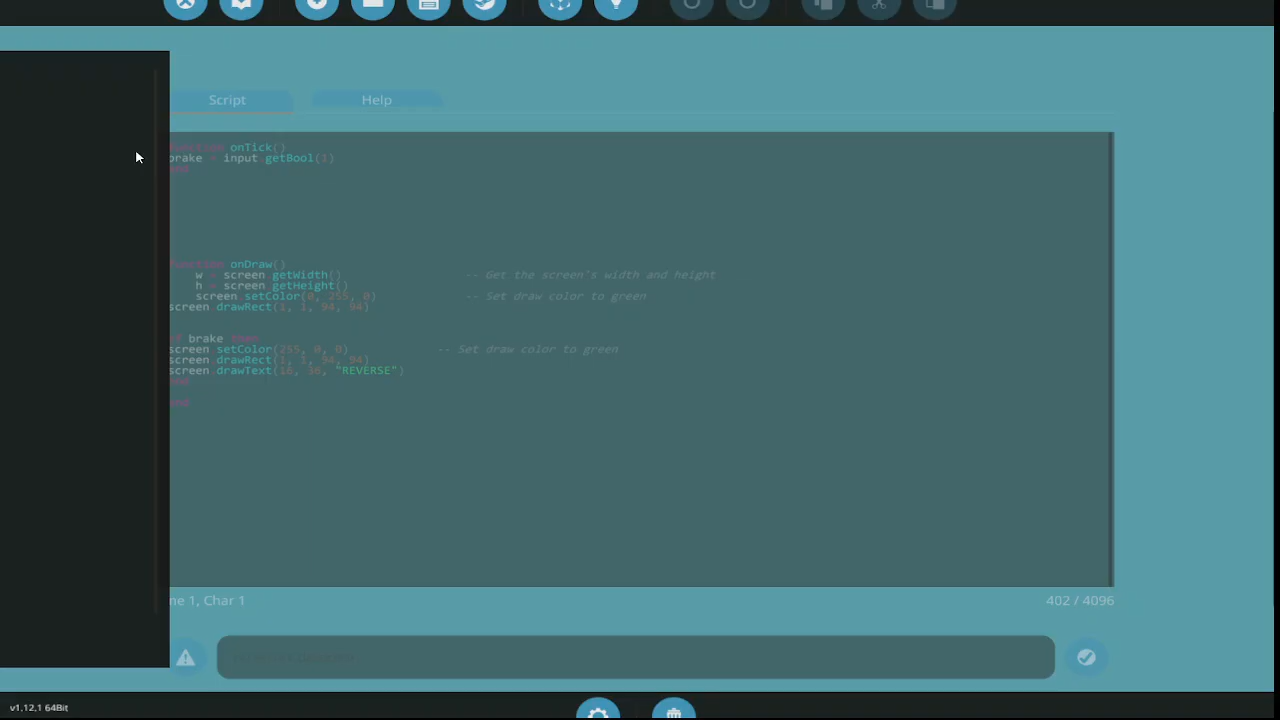 Script
Help
function onTick()
brake = input.getBool(1)
end
function onDraw()
w = screen.getWidth() -- Get the screen's width and height
h = screen.getHeight()
screen.setColor(0, 255, 0) -- Set draw color to green
screen.drawRect(1, 1, 94, 94)
if brake then
screen.setColor(255, 0, 0) -- Set draw color to green
screen.drawRect(1, 1, 94, 94)
screen.drawText(16, 36, "REVERSE")
end
end
ne 1, Char 1
402 / 4096
v1.12.1 64Bit